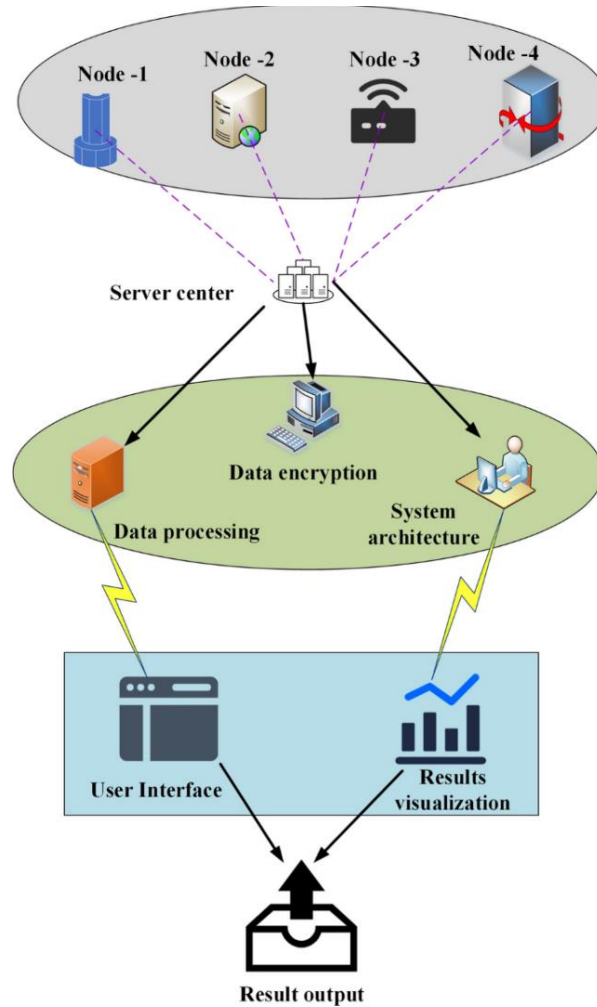 Node -1
Node -2
Node -3
Node -4
Server center
Data encryption
Data processing
System
architecture
User Interface
Results
visualization
Result output